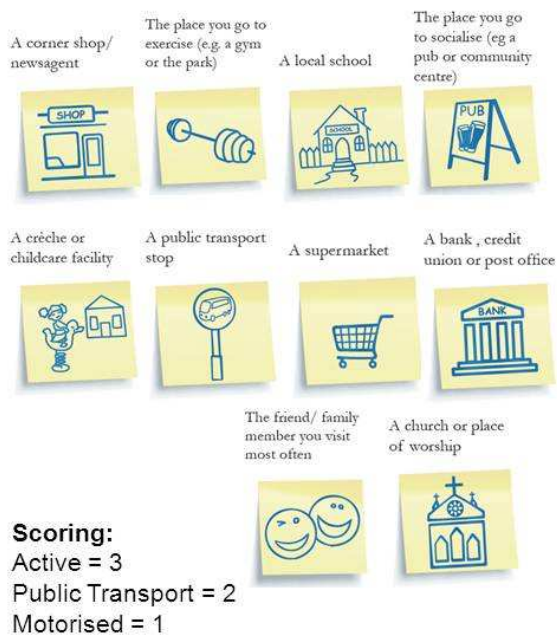 A corner shop/
newsagent
SHOP
The place you go to
exercise (e.g. a gym
or the park)
A local school
SCHOOL
The place you go
to socialise (eg a
pub or community
centre)
PUB
A crèche or
childcare facility
A public transport
stop
A supermarket
A bank , credit
union or post office
BANK
The friend/ family
member you visit
most often
A church or place
of worship
Scoring:
Active = 3
Public Transport = 2
Motorised = 1